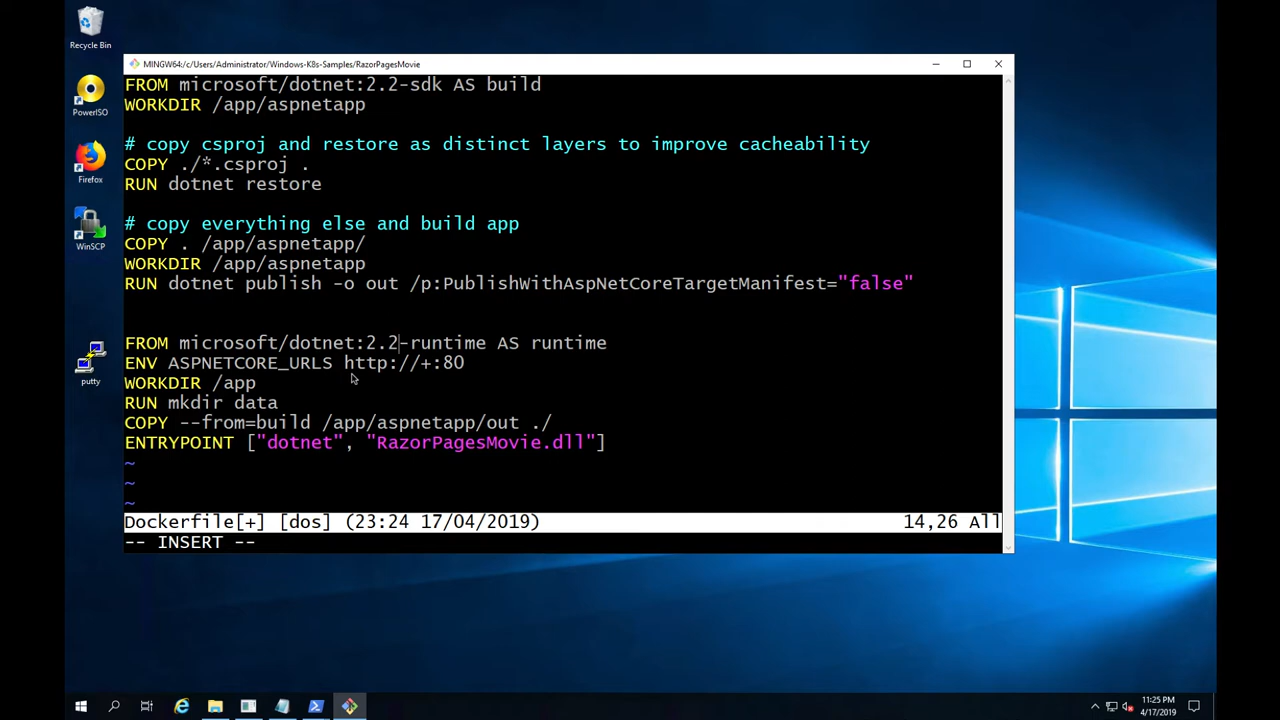 Recycle Bin
PowerISO
Firefox
WinSCP
putty
MINGW64:/c/Users/Administrator/Windows-K8s-Samples/RazorPagesMovie
FROM microsoft/dotnet:2.2-sdk AS build
WORKDIR /app/aspnetapp
# copy csproj and restore as distinct layers to improve cacheability
COPY ./*.csproj .
RUN dotnet restore
# copy everything else and build app
COPY . /app/aspnetapp/
WORKDIR /app/aspnetapp
RUN dotnet publish -o out /p:PublishWithAspNetCoreTargetManifest="false"
FROM microsoft/dotnet:2.2-runtime AS runtime
ENV ASPNETCORE_URLS http://+:80
WORKDIR /app
RUN mkdir data
COPY --from=build /app/aspnetapp/out ./
ENTRYPOINT ["dotnet", "RazorPagesMovie.dll"]
~
~
~
Dockerfile[+] [dos] (23:24 17/04/2019) 14,26 All
-- INSERT --
11:25 PM
4/17/2019